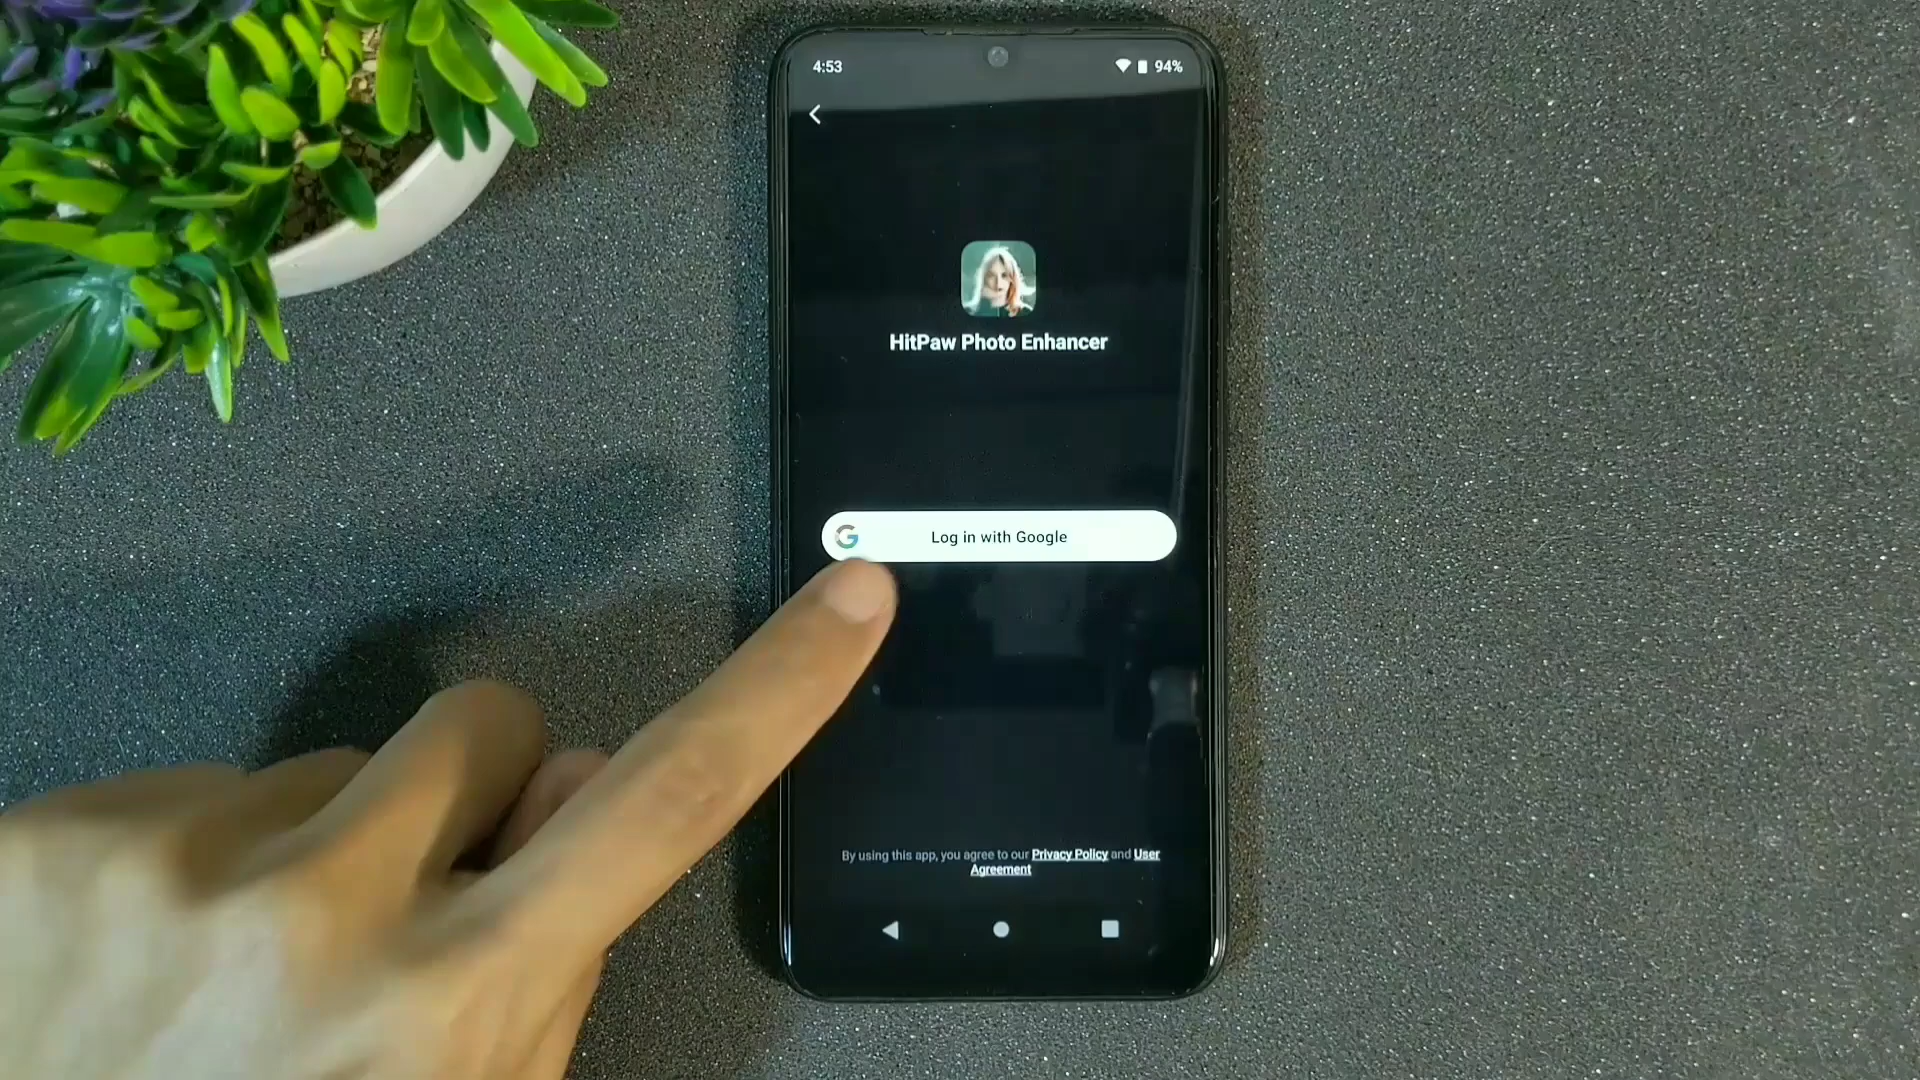 4:53
94%
HitPaw Photo Enhancer
Log in with Google
By using this app, you agree to our Privacy Policy and User
Agreement